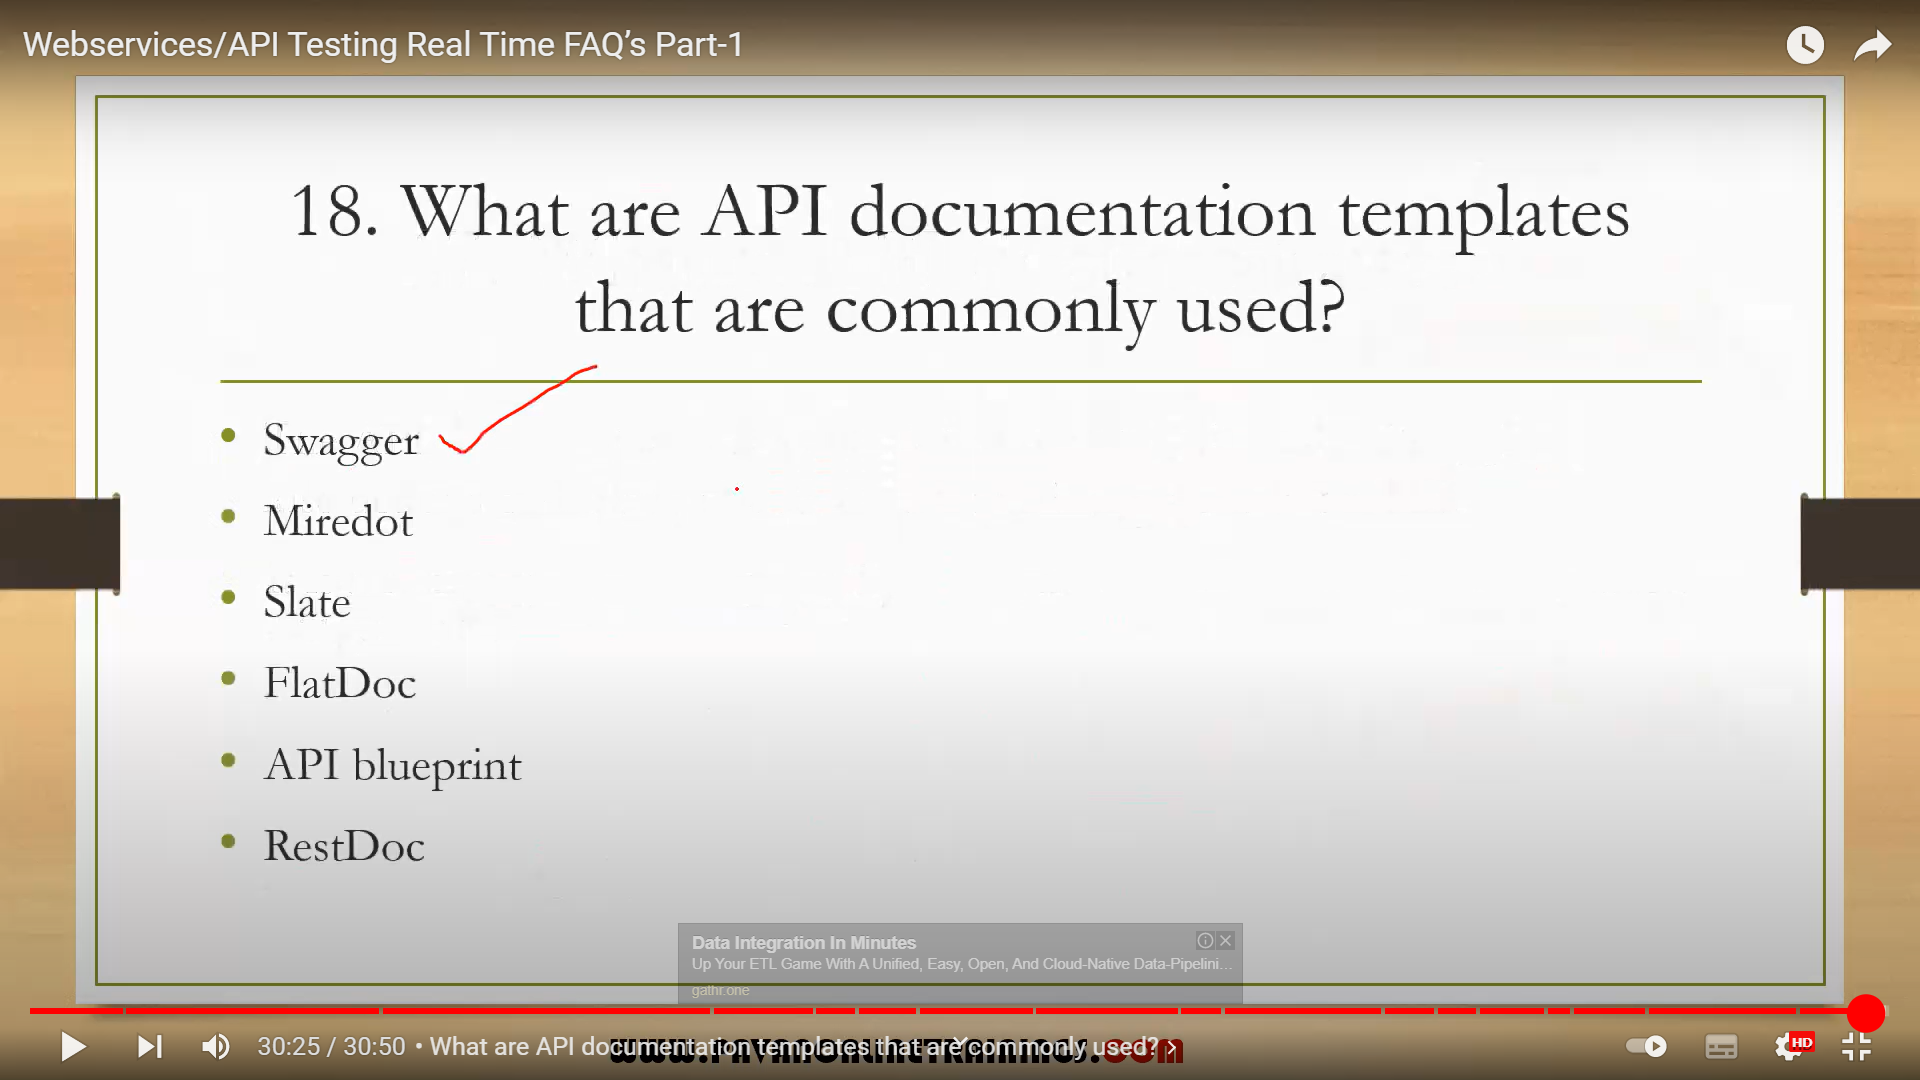 Webservices/API Testing Real Time FAQ’s Part-1
18. What are API documentation templates
that are commonly used?
• Swagger
• Miredot
• Slate
• FlatDoc
• API blueprint
• RestDoc
Data Integration In Minutes
Up Your ETL Game With A Unified, Easy, Open, And Cloud-Native Data-Pipelini...
gathr.one
30:25 / 30:50 • What are API documentation templates that are commonly used? >
HD